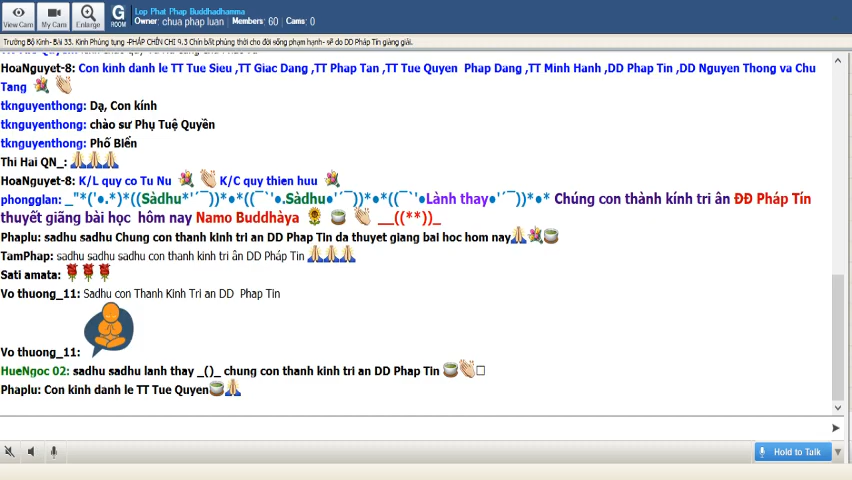 Lop Phat Phap Buddhadhamma
Owner: chua phap luan | Members: 60 | Cams: 0
View Cam
My Cam
Enlarge
G
ROOM
Trường Bộ Kinh- Bài 33. Kinh Phúng tụng -PHÁP CHÍN CHI 9.3 Chín bất phùng thời cho đời sống phạm hạnh- sẽ do DD Pháp Tín giảng giải.
HoaNguyet-8: Con kinh danh le TT Tue Sieu ,TT Giac Dang ,TT Phap Tan ,TT Tue Quyen Phap Dang ,TT Minh Hanh ,DD Phap Tin ,DD Nguyen Thong va Chu
Tang
tknguyenthong: Dạ, Con kính
tknguyenthong: chào sư Phụ Tuệ Quyền
tknguyenthong: Phố Biển
Thi Hai QN_:
HoaNguyet-8: K/L quy co Tu Nu K/C quy thien huu
phongglan: _"*('•.*)*((Sàdhu*'´¯))*•*((¯`'•.Sàdhu•'´¯))*•*((¯`'•Lành thay•'´¯))*•* Chúng con thành kính tri ân ĐĐ Pháp Tín
thuyết giãng bài học hôm nay Namo Buddhàya __((**))_
Phaplu: sadhu sadhu Chung con thanh kinh tri an DD Phap Tin da thuyet giang bai hoc hom nay
TamPhap: sadhu sadhu sadhu con thanh kinh tri ân DD Pháp Tin
Sati amata:
Vo thuong_11: Sadhu con Thanh Kinh Tri an DD Phap Tin
Vo thuong_11:
HueNgoc 02: sadhu sadhu lanh thay _()_ chung con thanh kinh tri an DD Phap Tin
Phaplu: Con kinh danh le TT Tue Quyen
Hold to Talk